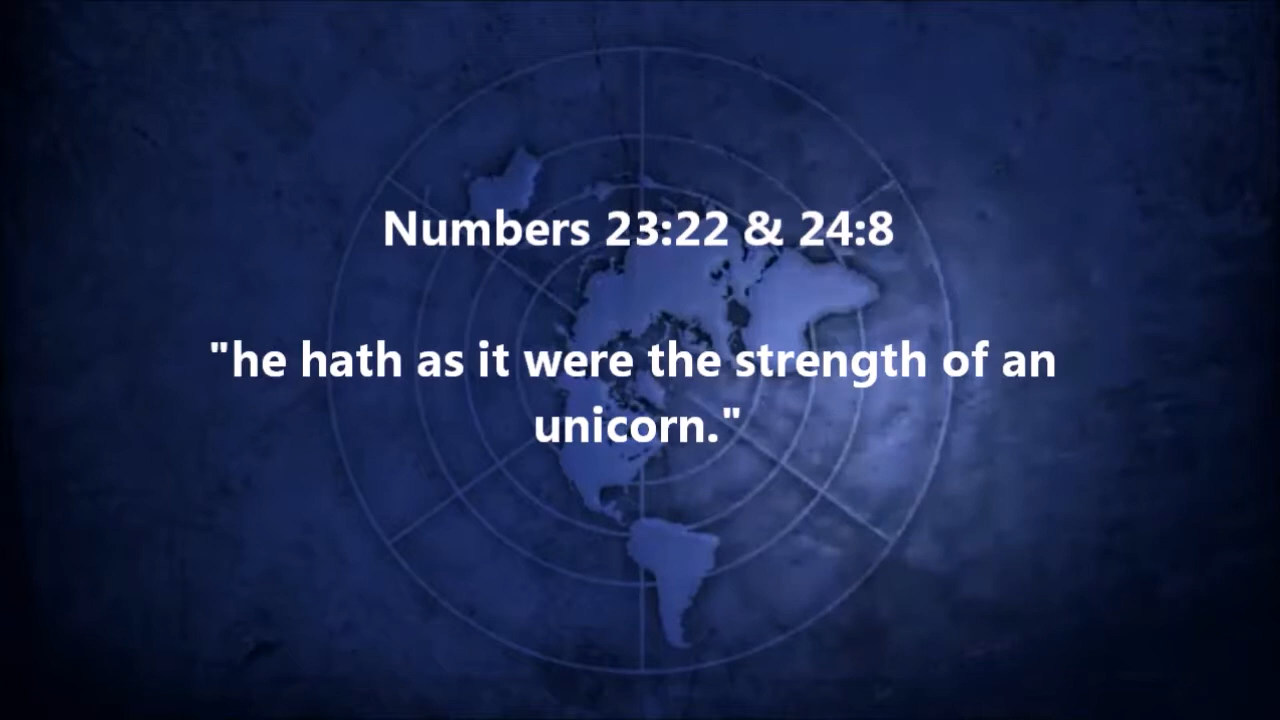 Numbers 23:22 & 24:8
"he hath as it were the strength of an
unicorn."